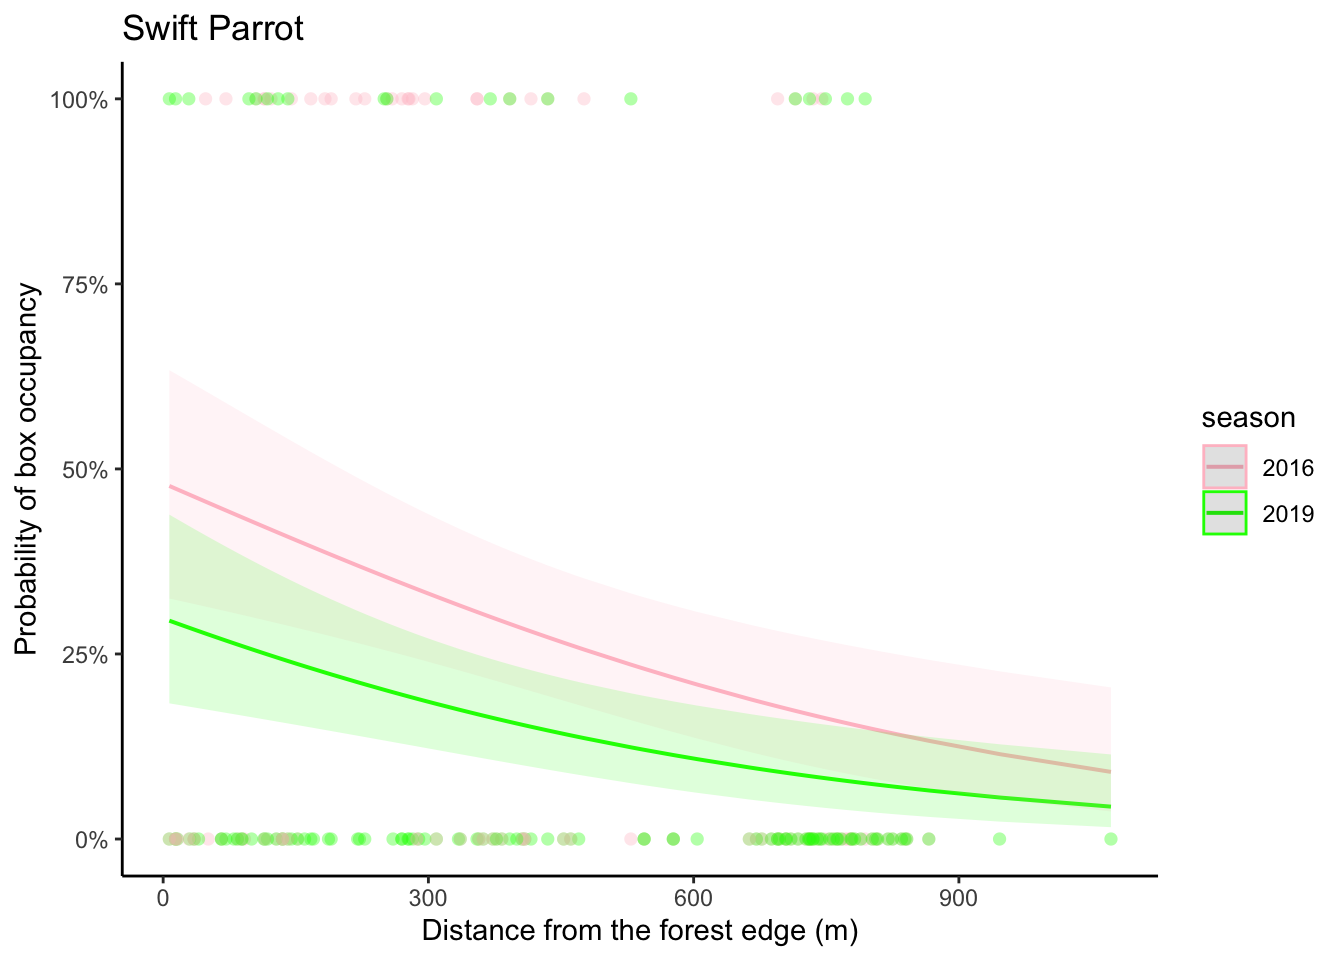 Swift Parrot
Probability of box occupancy
100%
75%
50%
25%
0%
0 300 600 900
Distance from the forest edge (m)
season
2016
2019